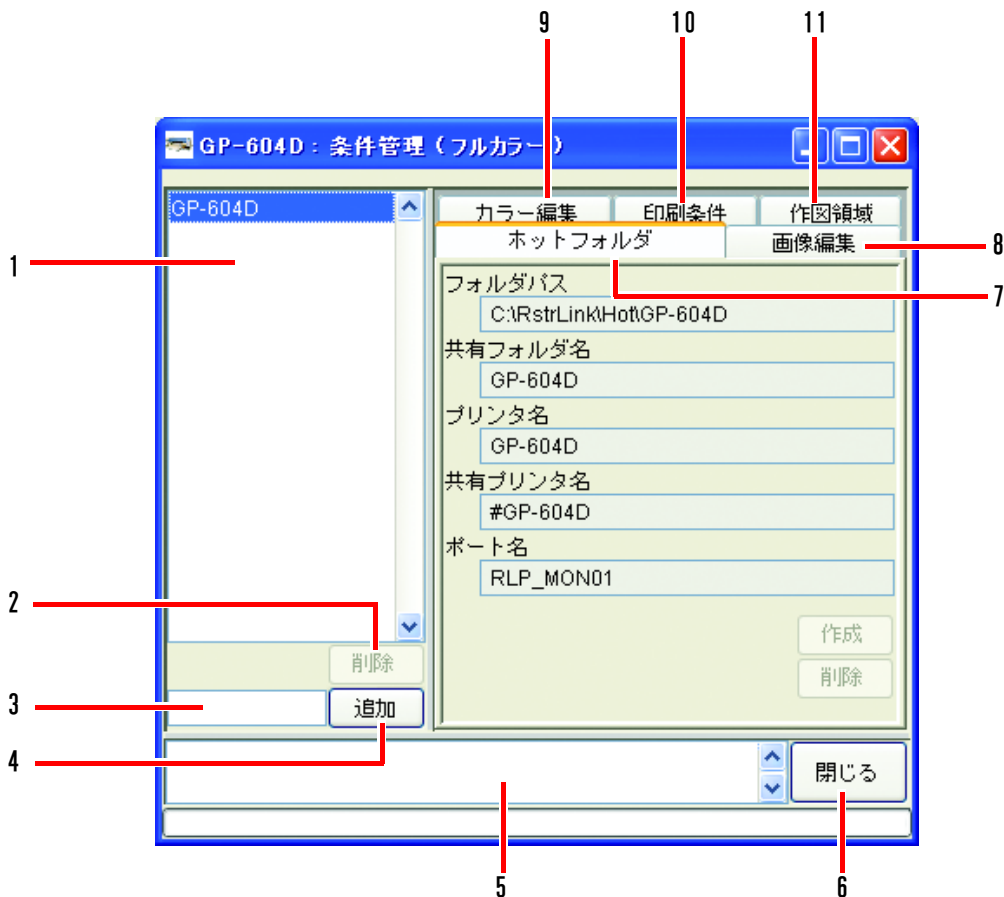 9 10 11
GP-604D：条件管理（フルカラー）
GP-604D
カラー編集 印刷条件 作図領域
ホットフォルダ 画像編集 8
1
7
フォルダパス
C:\RstrLink\Hot\GP-604D
共有フォルダ名
GP-604D
プリンタ名
GP-604D
共有プリンタ名
#GP-604D
ポート名
RLP_MON01
2
作成
削除
削除
3
追加
4
閉じる
5 6